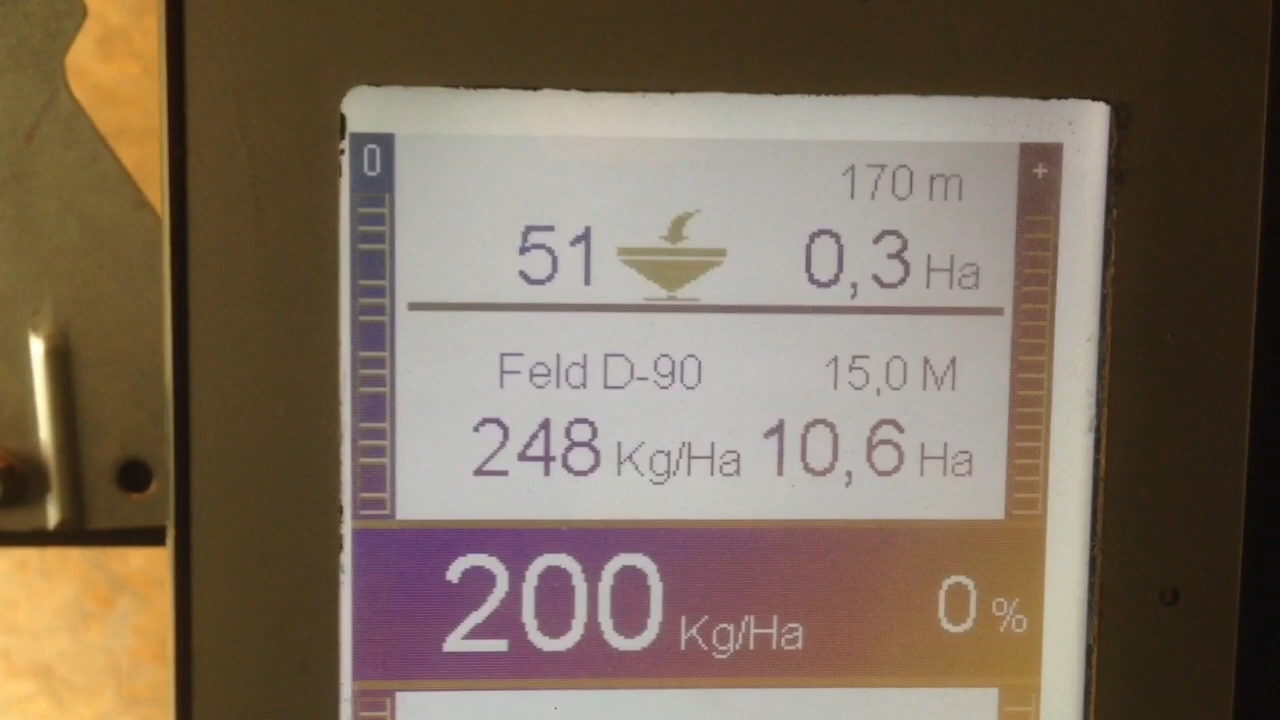 0
170 m
+
51 0,3 Ha
Feld D-90 15,0 M
248 Kg/Ha 10,6 Ha
200 Kg/Ha 0 %